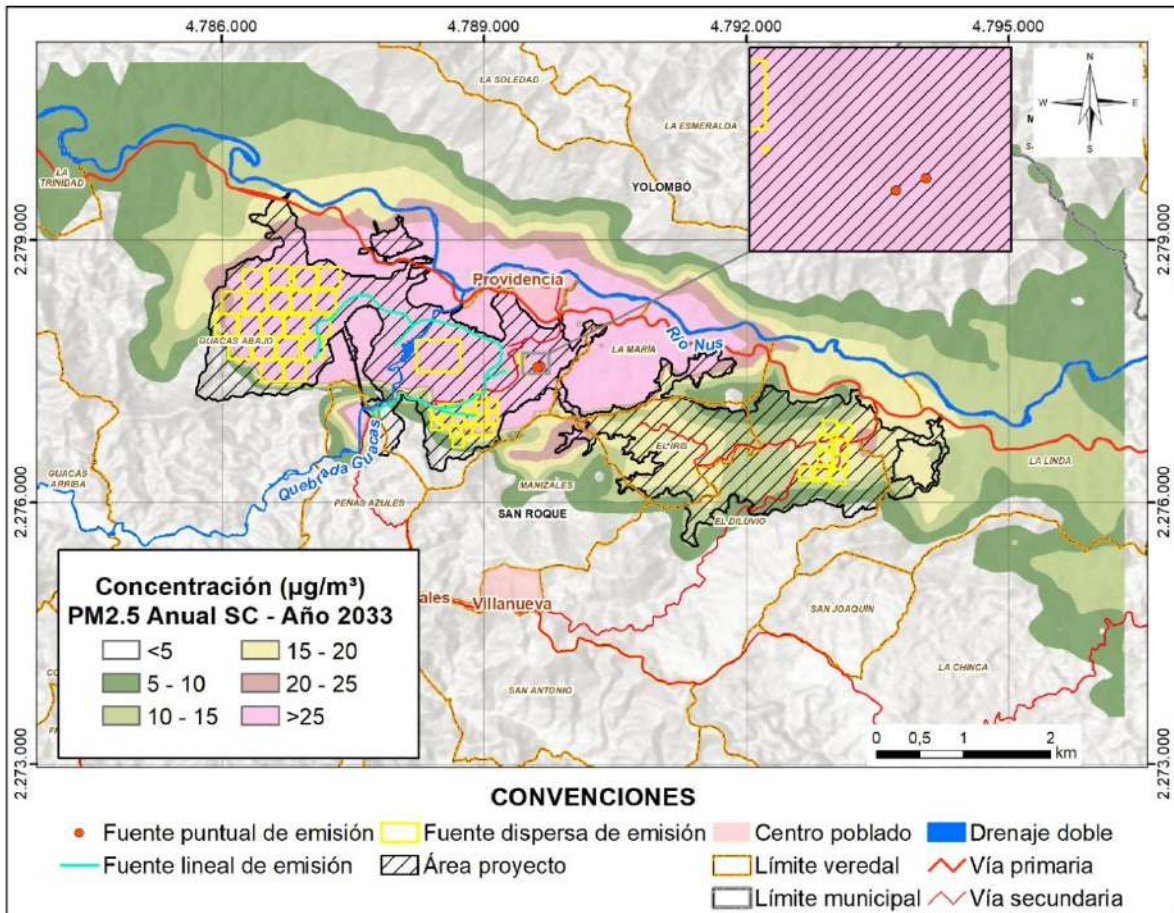 4.786.000
4.789.000
4.792.000
4.795.000
N
W
E
S
LA SOLEDAD
LA ESMERALDA
LA
TRINIDAD
YOLOMBÓ
2.279.000
2.279.000
Providencia
GUACAS ABAJO
LA MARÍA
Río Nus
EL IRIS
LA LINDA
GUACAS
ARRIBA
Quebrada Guacas
PEÑAS AZULES
MANIZALES
SAN ROQUE
EL DILUVIO
2.276.000
2.276.000
ales
Villanueva
SAN JOAQUÍN
SAN ANTONIO
LA CHINCA
Concentración (µg/m³)
PM2.5 Anual SC - Año 2033
<5
15 - 20
5 - 10
20 - 25
10 - 15
>25
0
0,5
1
2
km
2.273.000
2.273.000
CONVENCIONES
Fuente puntual de emisión
Fuente dispersa de emisión
Centro poblado
Drenaje doble
Fuente lineal de emisión
Área proyecto
Límite veredal
Vía primaria
Límite municipal
Vía secundaria